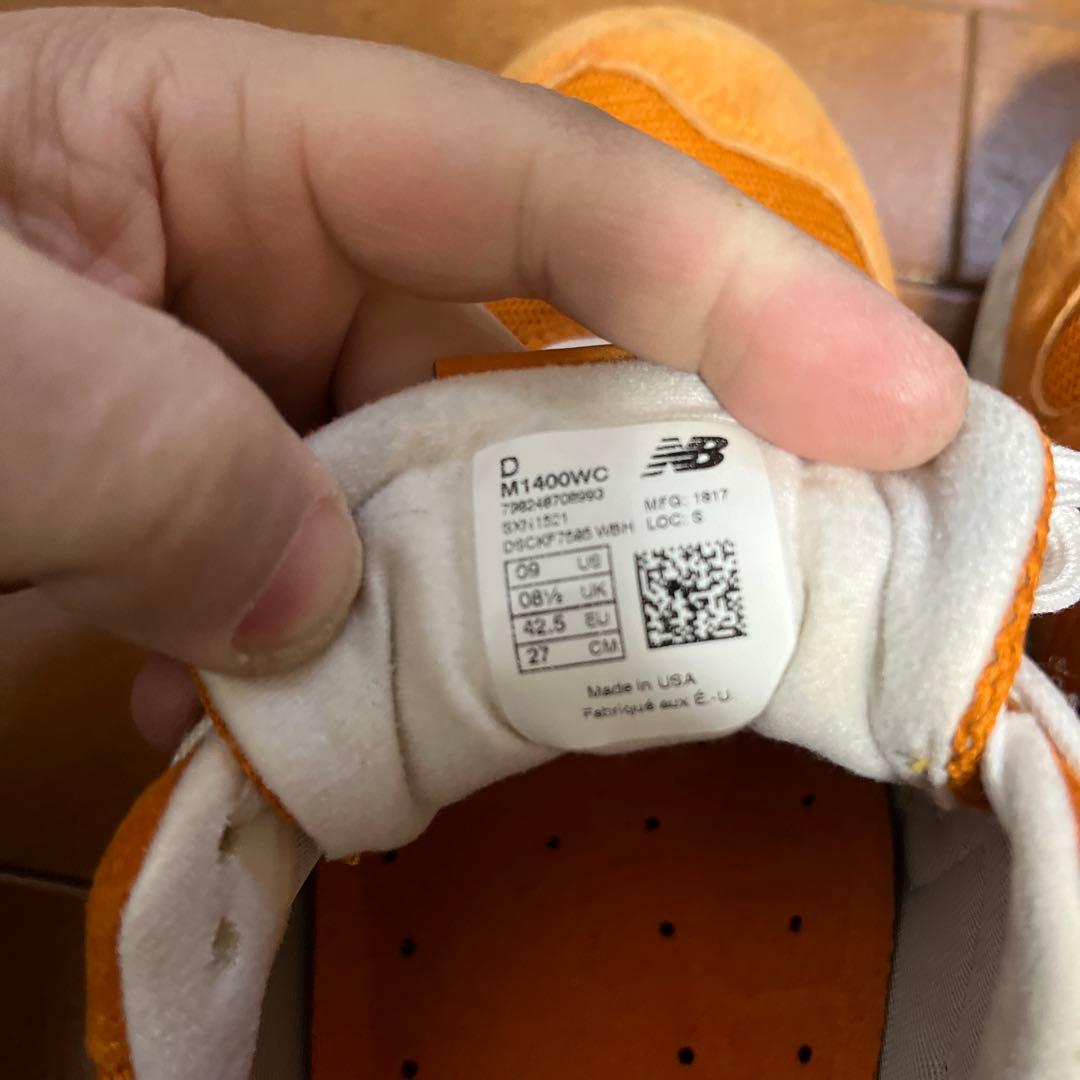 D
M1400WC
NB
MFG: 1817
LOC: S
09 US
08½ UK
42.5 EU
27 CM
Made in USA
Fabriqué aux É.-U.